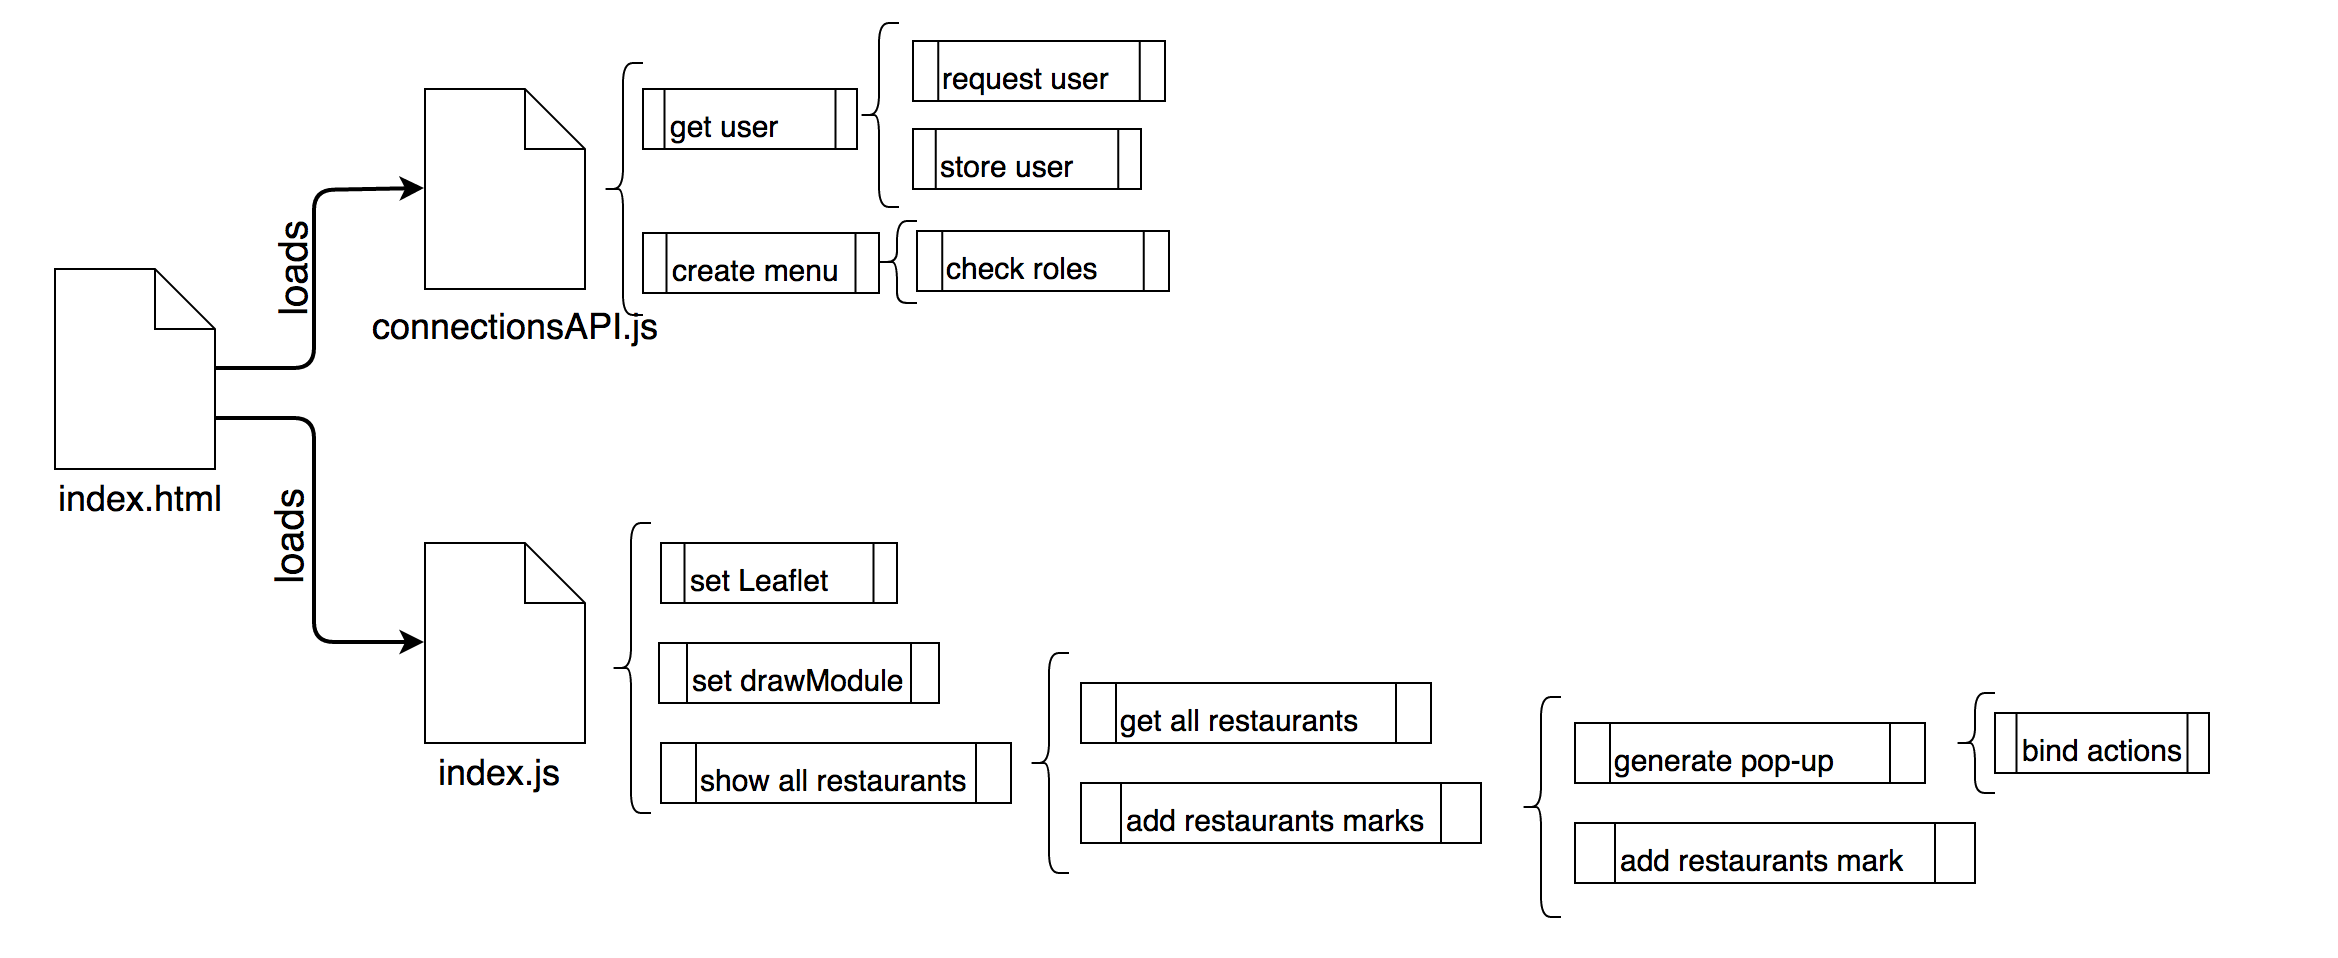 request user
get user
store user
loads
create menu
check roles
connectionsAPI.js
index.html
loads
set Leaflet
set drawModule
get all restaurants
generate pop-up
bind actions
index.js
show all restaurants
add restaurants marks
add restaurants mark